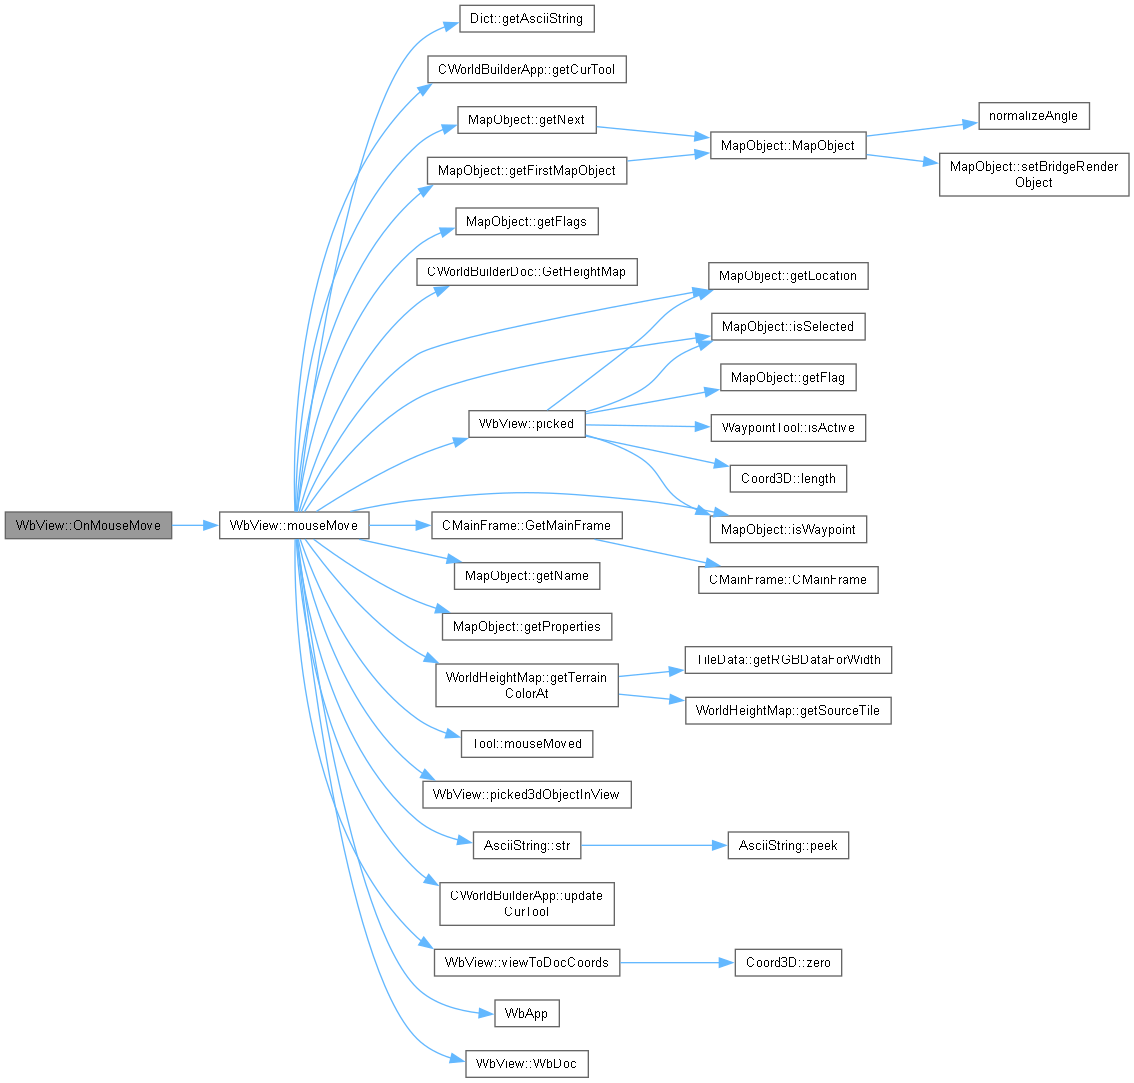 Dict::getAsciiString
CWorldBuilderApp::getCurTool
MapObject::getNext
MapObject::MapObject
normalizeAngle
MapObject::getFirstMapObject
MapObject::setBridgeRender
Object
MapObject::getFlags
CWorldBuilderDoc::GetHeightMap
MapObject::getLocation
MapObject::isSelected
MapObject::getFlag
WbView::picked
WaypointTool::isActive
Coord3D::length
WbView::OnMouseMove
WbView::mouseMove
CMainFrame::GetMainFrame
MapObject::isWaypoint
MapObject::getName
CMainFrame::CMainFrame
MapObject::getProperties
WorldHeightMap::getTerrain
ColorAt
TileData::getRGBDataForWidth
WorldHeightMap::getSourceTile
Tool::mouseMoved
WbView::picked3dObjectInView
AsciiString::str
AsciiString::peek
CWorldBuilderApp::update
CurTool
WbView::viewToDocCoords
Coord3D::zero
WbApp
WbView::WbDoc